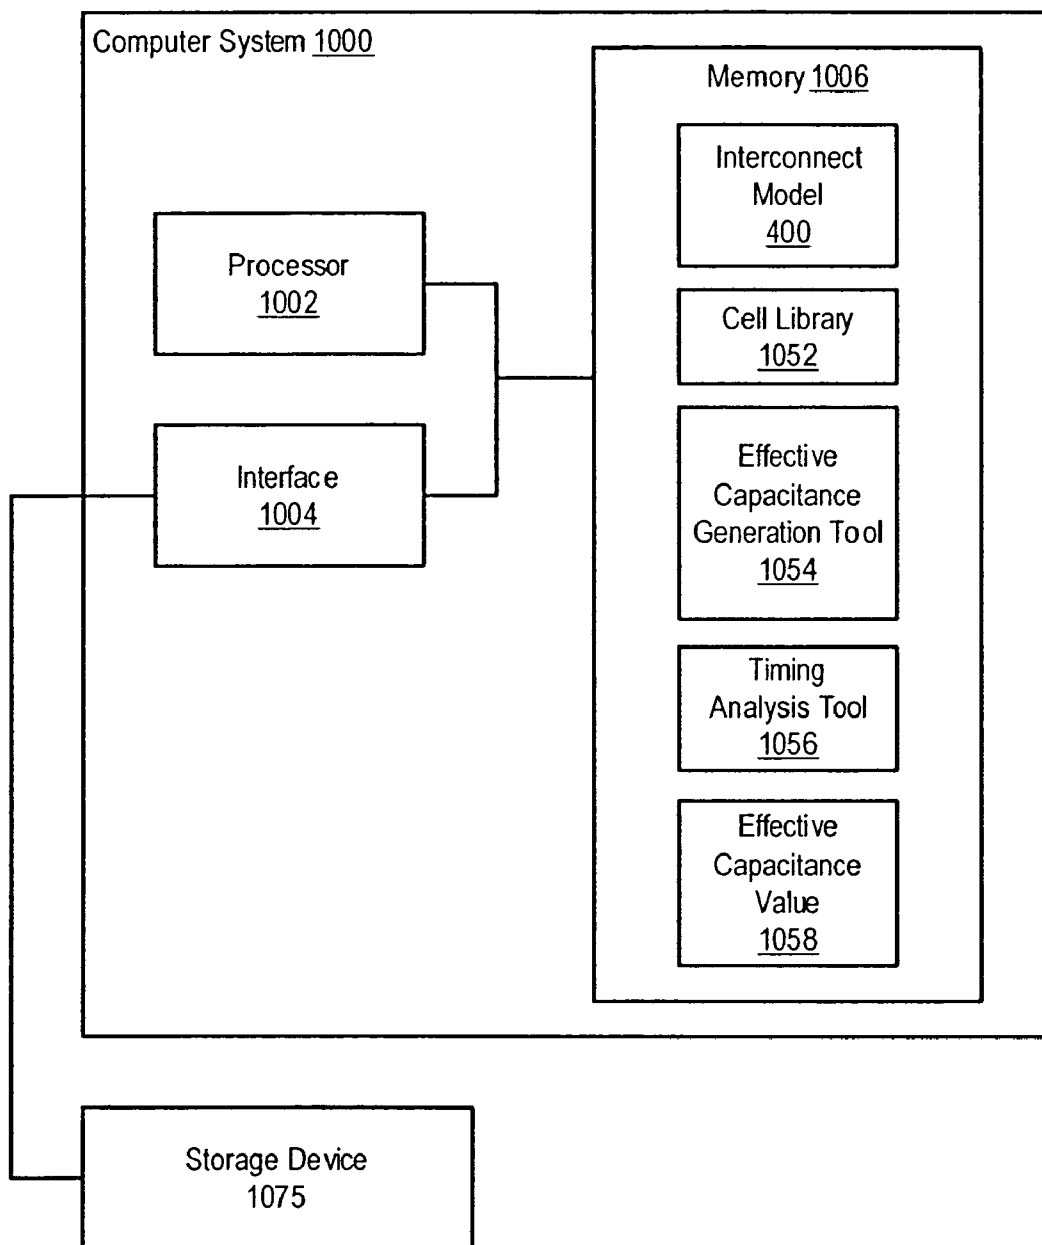 Computer System 1000
Memory 1006
Interconnect
Model
400
Processor
1002
Cell Library
1052
Interface
1004
Effective
Capacitance
Generation Tool
1054
Timing
Analysis Tool
1056
Effective
Capacitance
Value
1058
Storage Device
1075